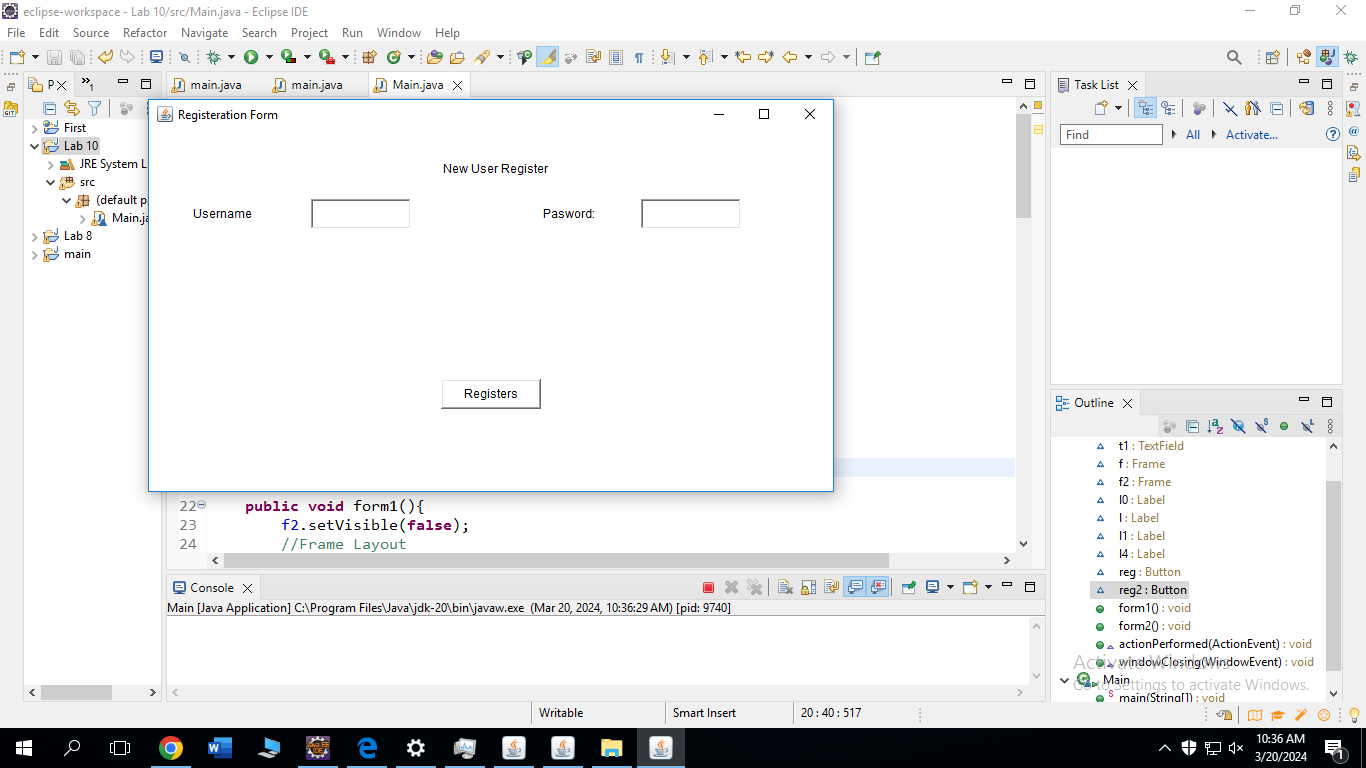 eclipse-workspace - Lab 10/src/Main.java - Eclipse IDE
File Edit Source Refactor Navigate Search Project Run Window Help
P
»1
main.java
main.java
Main.java
Task List
First
Lab 10
JRE System L
src
(default p
Main.ja
Lab 8
main
GIT
Registeration Form
New User Register
Username
Pasword:
Registers
22 public void form1(){
23 f2.setVisible(false);
24 //Frame Layout
Find
All
Activate...
Outline
t1 : TextField
f : Frame
f2 : Frame
l0 : Label
l : Label
l1 : Label
l4 : Label
reg : Button
reg2 : Button
form1() : void
form2() : void
actionPerformed(ActionEvent) : void
windowClosing(WindowEvent) : void
Main
main(String[]) : void
Activate Windows
Go to Settings to activate Windows.
Console
Main [Java Application] C:\Program Files\Java\jdk-20\bin\javaw.exe (Mar 20, 2024, 10:36:29 AM) [pid: 9740]
Writable
Smart Insert
20 : 40 : 517
10:36 AM
3/20/2024
1